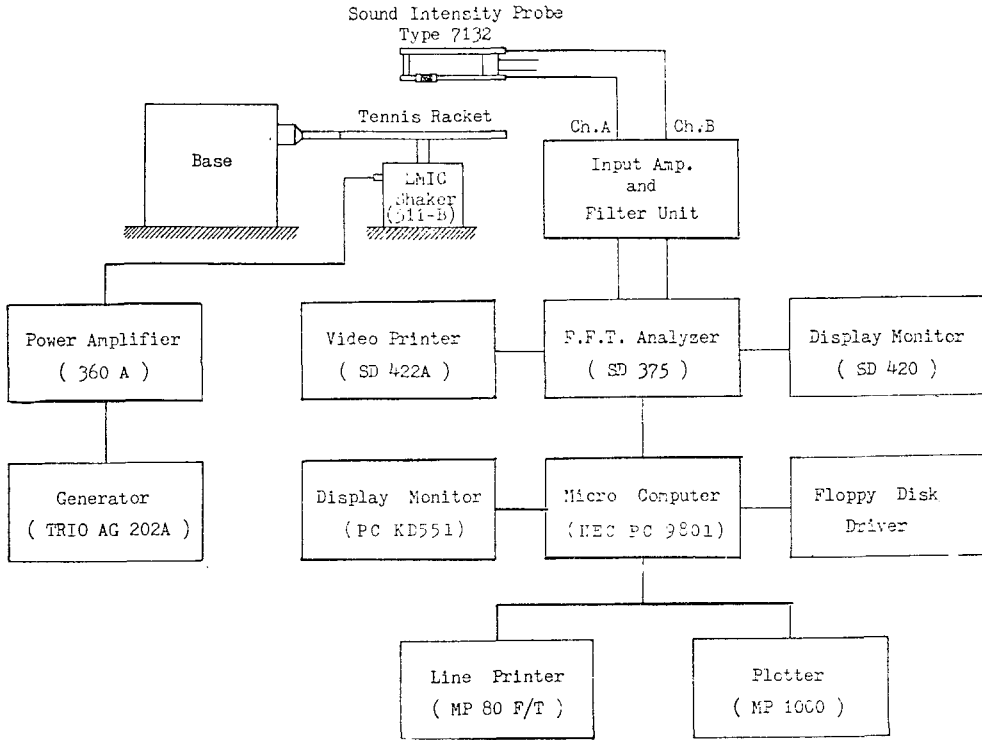 Sound Intensity Probe
Type 7132
Tennis Racket
Ch.A
Ch.B
Base
EMIC
Shaker
(511-B)
Input Amp.
and
Filter Unit
Power Amplifier
( 360 A )
Video Printer
( SD 422A )
F.F.T. Analyzer
( SD 375 )
Display Monitor
( SD 420 )
Generator
( TRIO AG 202A )
Display Monitor
(PC KD551)
Micro Computer
(NEC PC 9801)
Floppy Disk
Driver
Line Printer
( MP 80 F/T )
Plotter
( MP 1000 )